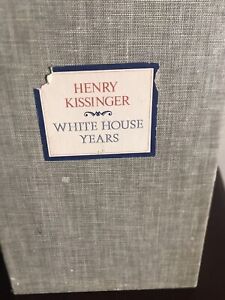 HENRY
KISSINGER
WHITE HOUSE
YEARS